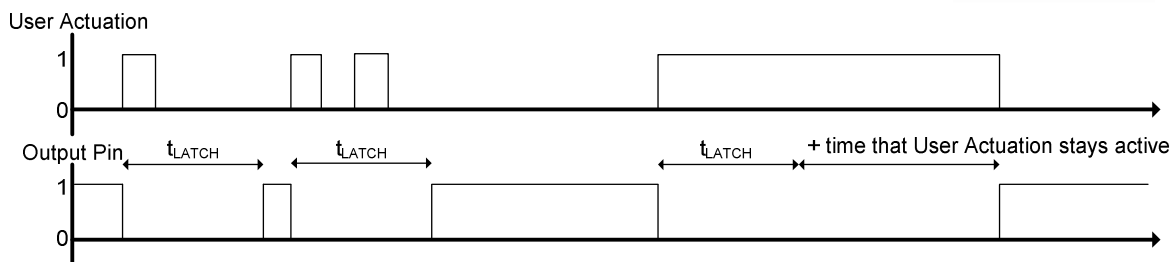 User Actuation
1
0
Output Pin
tLATCH
tLATCH
tLATCH
+ time that User Actuation stays active
1
0